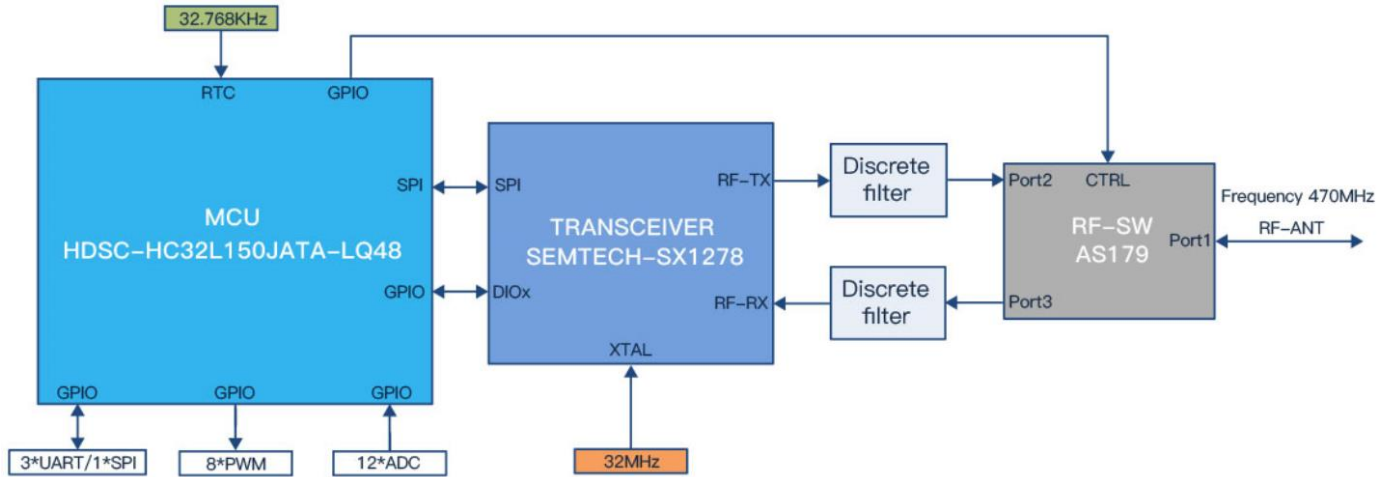 32.768KHz
RTC
GPIO
SPI
SPI
MCU
HDSC-HC32L150JATA-LQ48
GPIO
DIOx
TRANSCEIVER
SEMTECH-SX1278
RF-TX
RF-RX
XTAL
Discrete
filter
Discrete
filter
Port2
CTRL
RF-SW
AS179
Port1
Port3
Frequency 470MHz
RF-ANT
GPIO
GPIO
GPIO
3*UART/1*SPI
8*PWM
12*ADC
32MHz